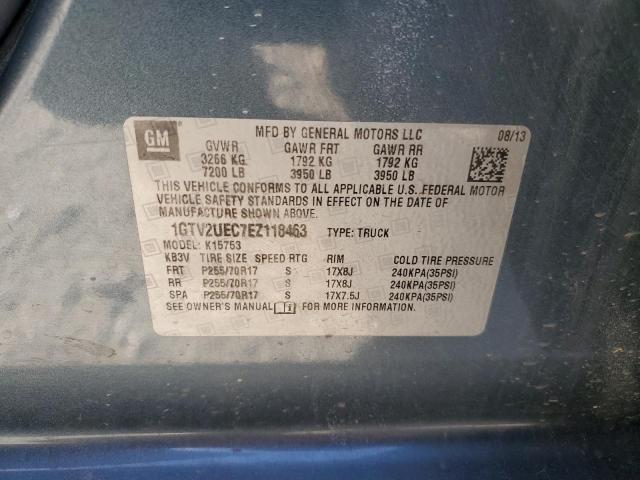 GM
MFD BY GENERAL MOTORS LLC 08/13
GVWR GAWR FRT GAWR RR
3266 KG 1792 KG 1792 KG
7200 LB 3950 LB 3950 LB
THIS VEHICLE CONFORMS TO ALL APPLICABLE U.S. FEDERAL MOTOR
VEHICLE SAFETY STANDARDS IN EFFECT ON THE DATE OF
MANUFACTURE SHOWN ABOVE.
1GTV2UEC7EZ118463 TYPE: TRUCK
MODEL: K15753
KB3V TIRE SIZE SPEED RTG RIM COLD TIRE PRESSURE
FRT P255/70R17 S 17X8J 240KPA(35PSI)
RR P255/70R17 S 17X8J 240KPA(35PSI)
SPA P255/70R17 S 17X7.5J 240KPA(35PSI)
SEE OWNER'S MANUAL FOR MORE INFORMATION.